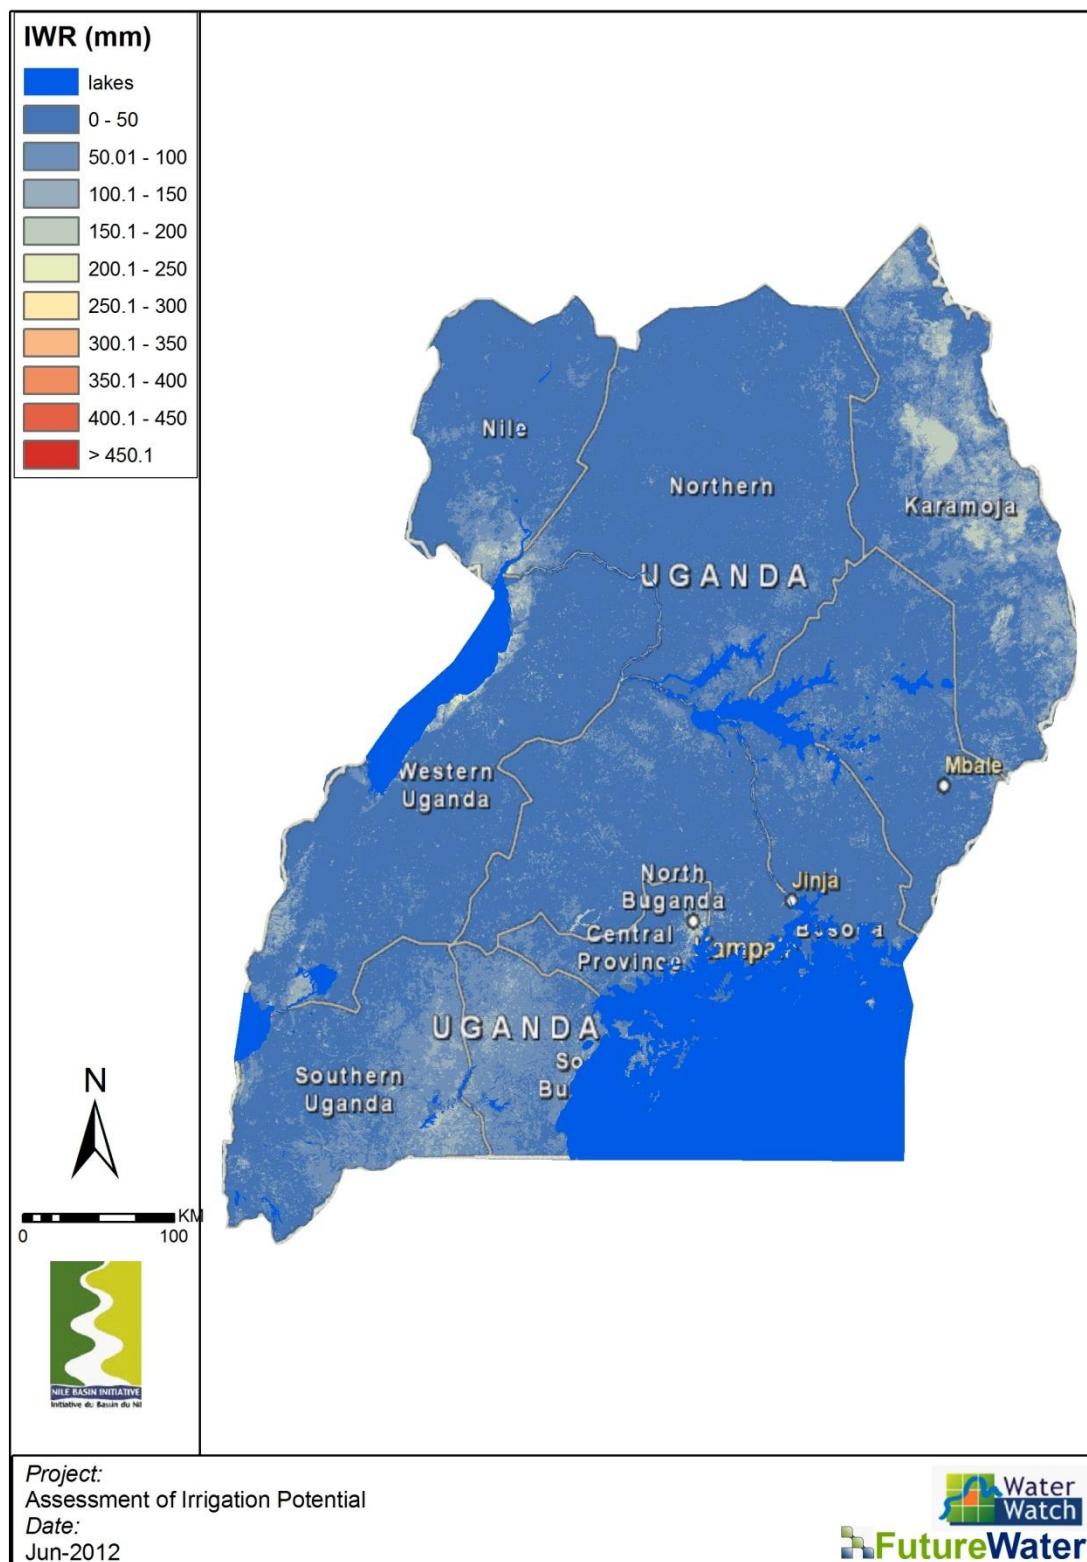 IWR (mm)
lakes
0 - 50
50.01 - 100
100.1 - 150
150.1 - 200
200.1 - 250
250.1 - 300
300.1 - 350
350.1 - 400
400.1 - 450
> 450.1
Nile
Northern
Karamoja
UGANDA
Mbale
Western
Uganda
North
Buganda
Jinja
Central
Province
UGANDA
Southern
Uganda
N
KM
0 100
NILE BASIN INITIATIVE
Initiative du Bassin du Nil
Project:
Assessment of Irrigation Potential
Date:
Jun-2012
Water
Watch
FutureWater